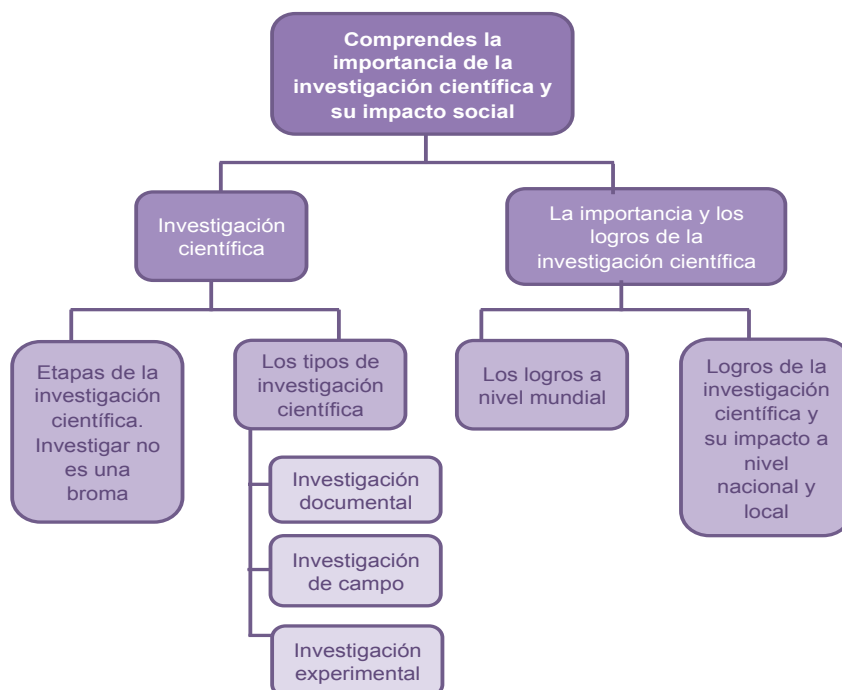 Comprendes la
importancia de la
investigación científica y
su impacto social
Investigación
científica
La importancia y los
logros de la
investigación científica
Etapas de la
investigación
científica.
Investigar no
es una
broma
Los tipos de
investigación
científica
Los logros a
nivel mundial
Logros de la
investigación
científica y
su impacto a
nivel
nacional y
local
Investigación
documental
Investigación
de campo
Investigación
experimental